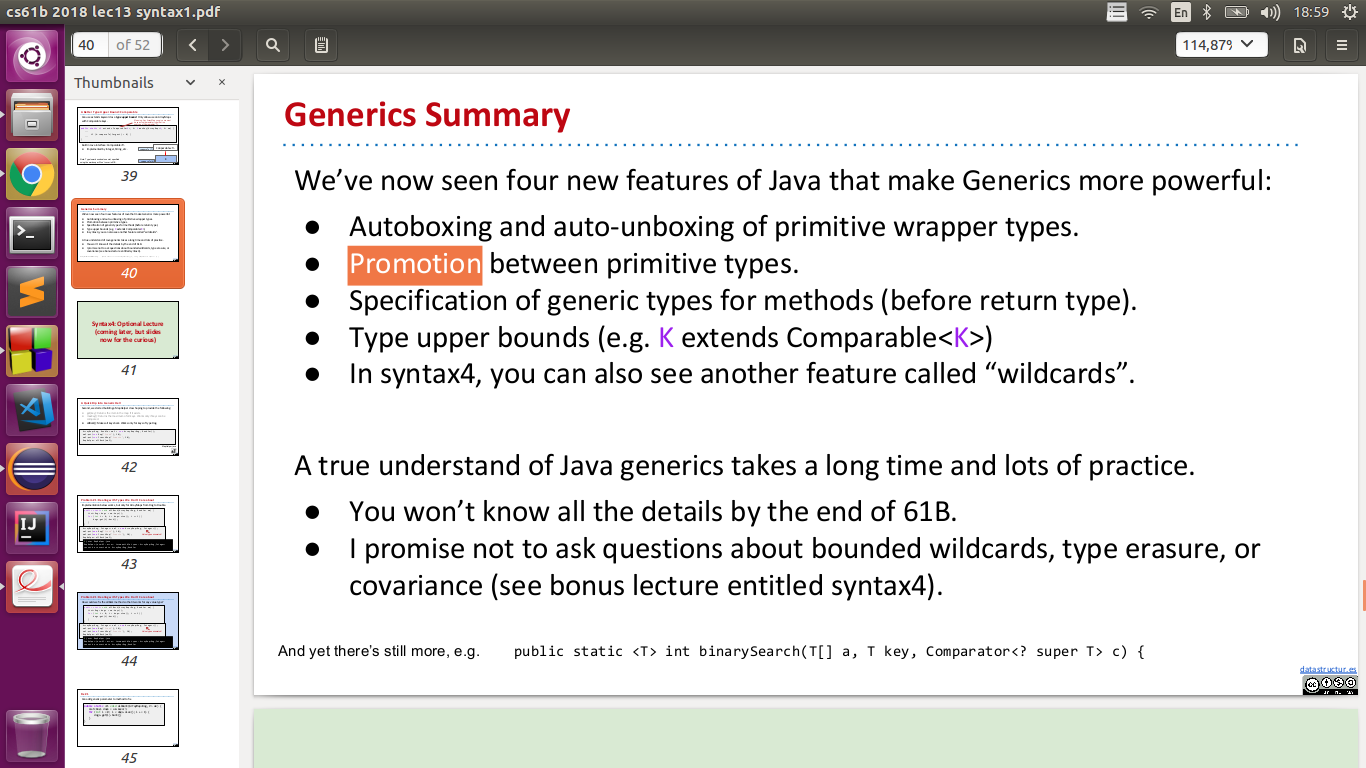 cs61b 2018 lec13 syntax1.pdf
En
18:59
40 of 52
114,87%
Thumbnails
39
40
Syntax4: Optional Lecture
(coming later, but slides
now for the curious)
41
42
43
44
45
Generics Summary
We’ve now seen four new features of Java that make Generics more powerful:
● Autoboxing and auto-unboxing of primitive wrapper types.
● Promotion between primitive types.
● Specification of generic types for methods (before return type).
● Type upper bounds (e.g. K extends Comparable<K>)
● In syntax4, you can also see another feature called “wildcards”.
A true understand of Java generics takes a long time and lots of practice.
● You won’t know all the details by the end of 61B.
● I promise not to ask questions about bounded wildcards, type erasure, or
covariance (see bonus lecture entitled syntax4).
And yet there’s still more, e.g. public static <T> int binarySearch(T[] a, T key, Comparator<? super T> c) {
datastructur.es